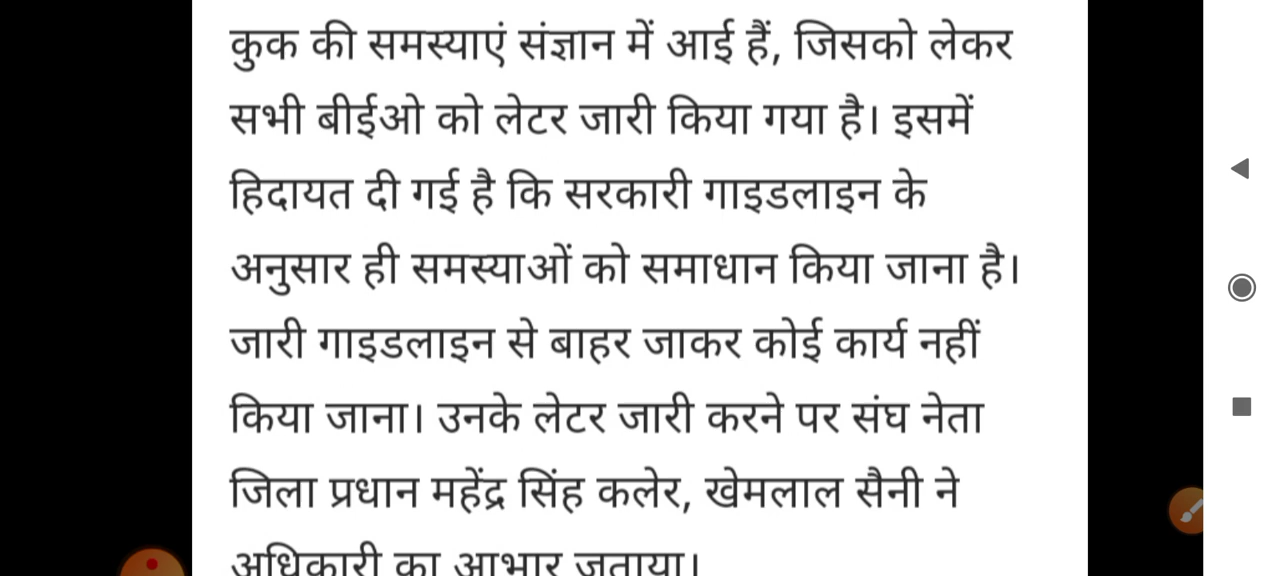 कुक की समस्याएं संज्ञान में आई हैं, जिसको लेकर
सभी बीईओ को लेटर जारी किया गया है। इसमें
हिदायत दी गई है कि सरकारी गाइडलाइन के
अनुसार ही समस्याओं को समाधान किया जाना है।
जारी गाइडलाइन से बाहर जाकर कोई कार्य नहीं
किया जाना। उनके लेटर जारी करने पर संघ नेता
जिला प्रधान महेंद्र सिंह कलेर, खेमलाल सैनी ने
अधिकारी का आभार जताया।